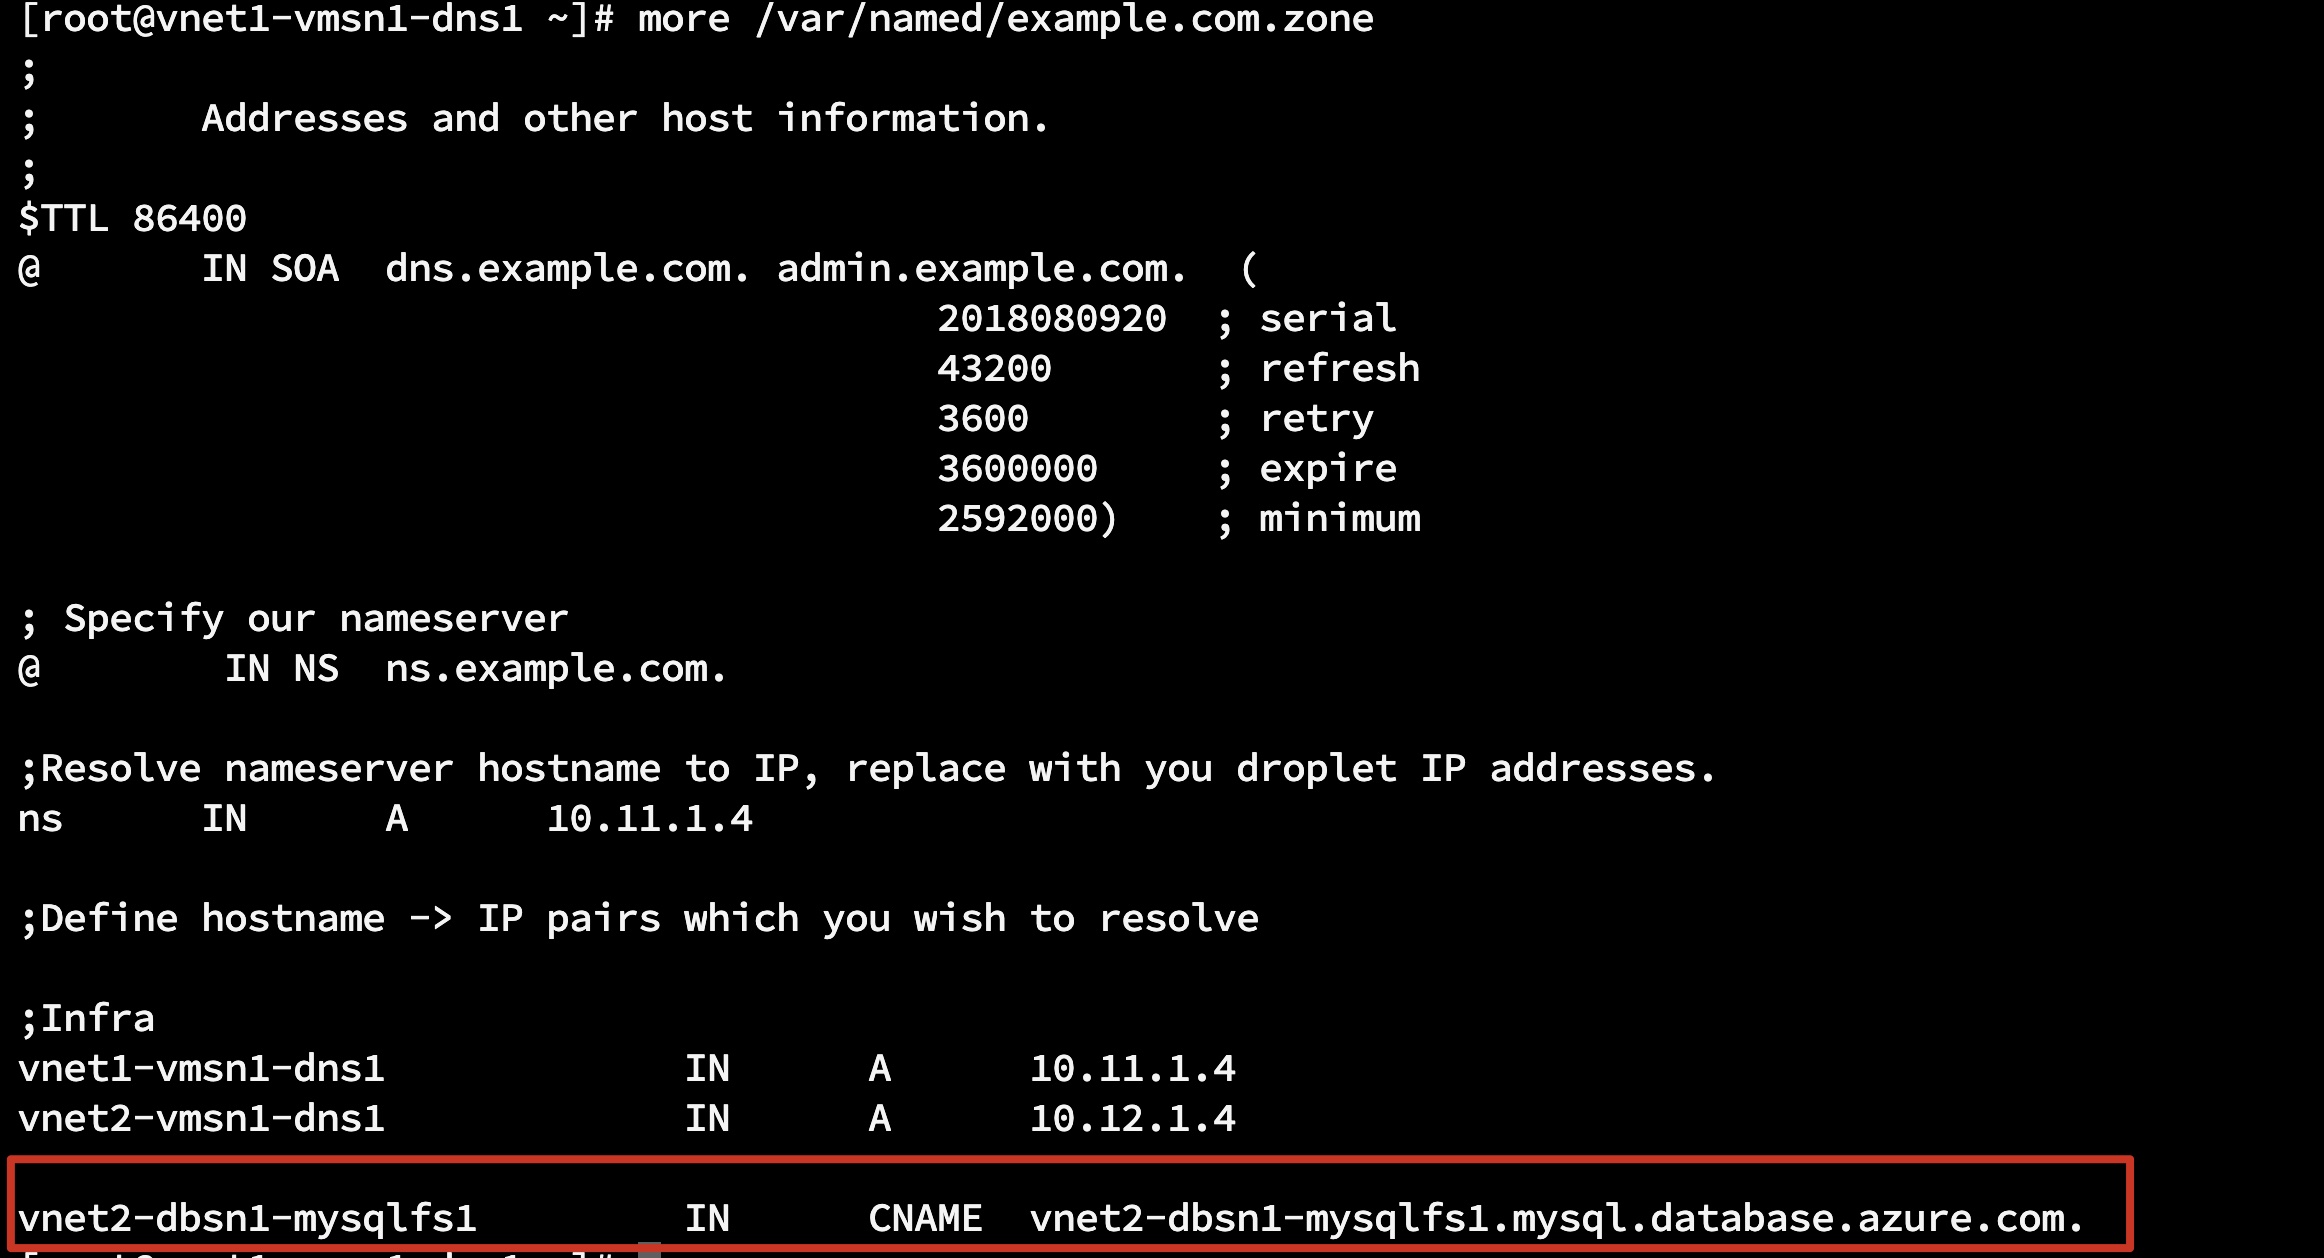 [root@vnet1-vmsn1-dns1 ~]# more /var/named/example.com.zone
;
;       Addresses and other host information.
;
$TTL 86400
@       IN SOA  dns.example.com. admin.example.com.  (
                                        2018080920  ; serial
                                        43200       ; refresh
                                        3600        ; retry
                                        3600000     ; expire
                                        2592000)    ; minimum
; Specify our nameserver
@        IN NS  ns.example.com.
;Resolve nameserver hostname to IP, replace with you droplet IP addresses.
ns      IN      A      10.11.1.4
;Define hostname -> IP pairs which you wish to resolve
;Infra
vnet1-vmsn1-dns1             IN      A      10.11.1.4
vnet2-vmsn1-dns1             IN      A      10.12.1.4
vnet2-dbsn1-mysqlfs1         IN      CNAME  vnet2-dbsn1-mysqlfs1.mysql.database.azure.com.